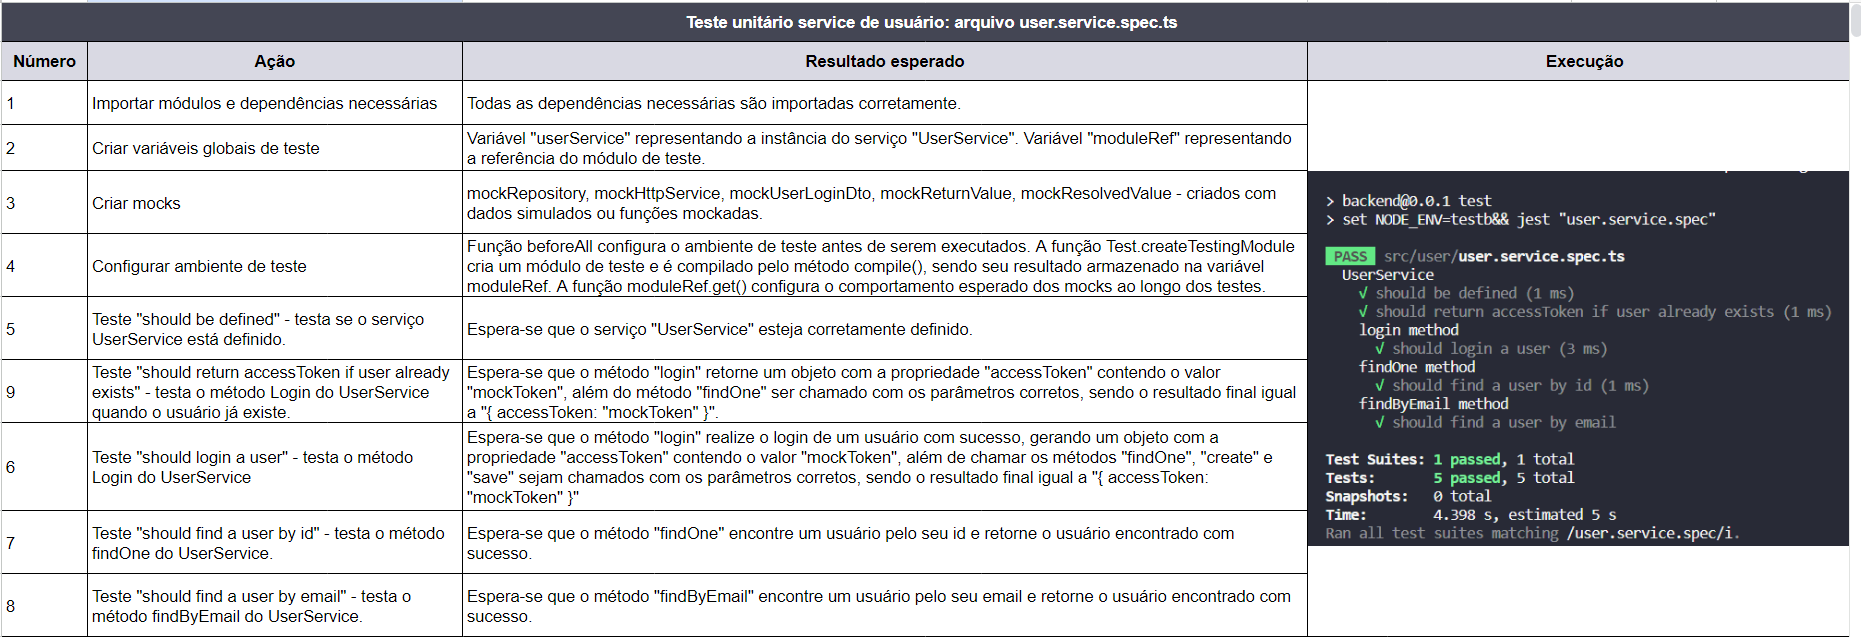 Teste unitário service de usuário: arquivo user.service.spec.ts
Número
Ação
Resultado esperado
Execução
1
Importar módulos e dependências necessárias
Todas as dependências necessárias são importadas corretamente.
2
Criar variáveis globais de teste
Variável "userService" representando a instância do serviço "UserService". Variável "moduleRef" representando
a referência do módulo de teste.
3
Criar mocks
mockRepository, mockHttpService, mockUserLoginDto, mockReturnValue, mockResolvedValue - criados com
dados simulados ou funções mockadas.
4
Configurar ambiente de teste
Função beforeAll configura o ambiente de teste antes de serem executados. A função Test.createTestingModule
cria um módulo de teste e é compilado pelo método compile(), sendo seu resultado armazenado na variável
moduleRef. A função moduleRef.get() configura o comportamento esperado dos mocks ao longo dos testes.
5
Teste "should be defined" - testa se o serviço
UserService está definido.
Espera-se que o serviço "UserService" esteja corretamente definido.
9
Teste "should return accessToken if user already
exists" - testa o método Login do UserService
quando o usuário já existe.
Espera-se que o método "login" retorne um objeto com a propriedade "accessToken" contendo o valor
"mockToken", além do método "findOne" ser chamado com os parâmetros corretos, sendo o resultado final igual
a "{ accessToken: "mockToken" }".
6
Teste "should login a user" - testa o método
Login do UserService
Espera-se que o método "login" realize o login de um usuário com sucesso, gerando um objeto com a
propriedade "accessToken" contendo o valor "mockToken", além de chamar os métodos "findOne", "create" e
"save" sejam chamados com os parâmetros corretos, sendo o resultado final igual a "{ accessToken:
"mockToken" }"
7
Teste "should find a user by id" - testa o método
findOne do UserService.
Espera-se que o método "findOne" encontre um usuário pelo seu id e retorne o usuário encontrado com
sucesso.
8
Teste "should find a user by email" - testa o
método findByEmail do UserService.
Espera-se que o método "findByEmail" encontre um usuário pelo seu email e retorne o usuário encontrado com
sucesso.
> backend@0.0.1 test
> set NODE_ENV=testb&& jest "user.service.spec"
PASS src/user/user.service.spec.ts
UserService
√ should be defined (1 ms)
√ should return accessToken if user already exists (1 ms)
login method
√ should login a user (3 ms)
findOne method
√ should find a user by id (1 ms)
findByEmail method
√ should find a user by email
Test Suites: 1 passed, 1 total
Tests: 5 passed, 5 total
Snapshots: 0 total
Time: 4.398 s, estimated 5 s
Ran all test suites matching /user.service.spec/i.